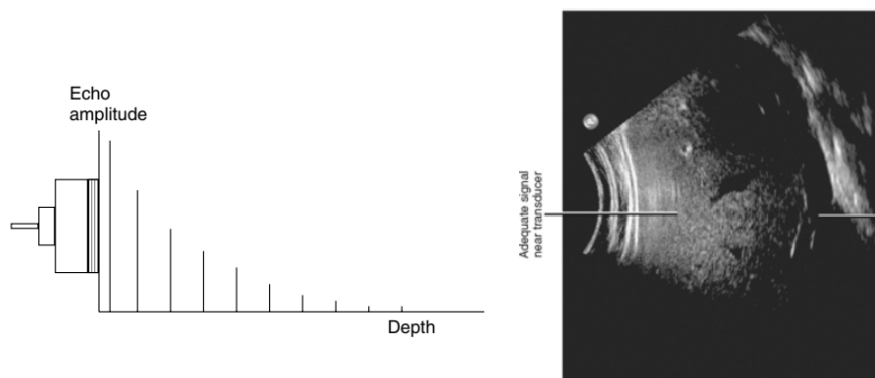 Echo
amplitude
Depth
Adequate signal
near transducer